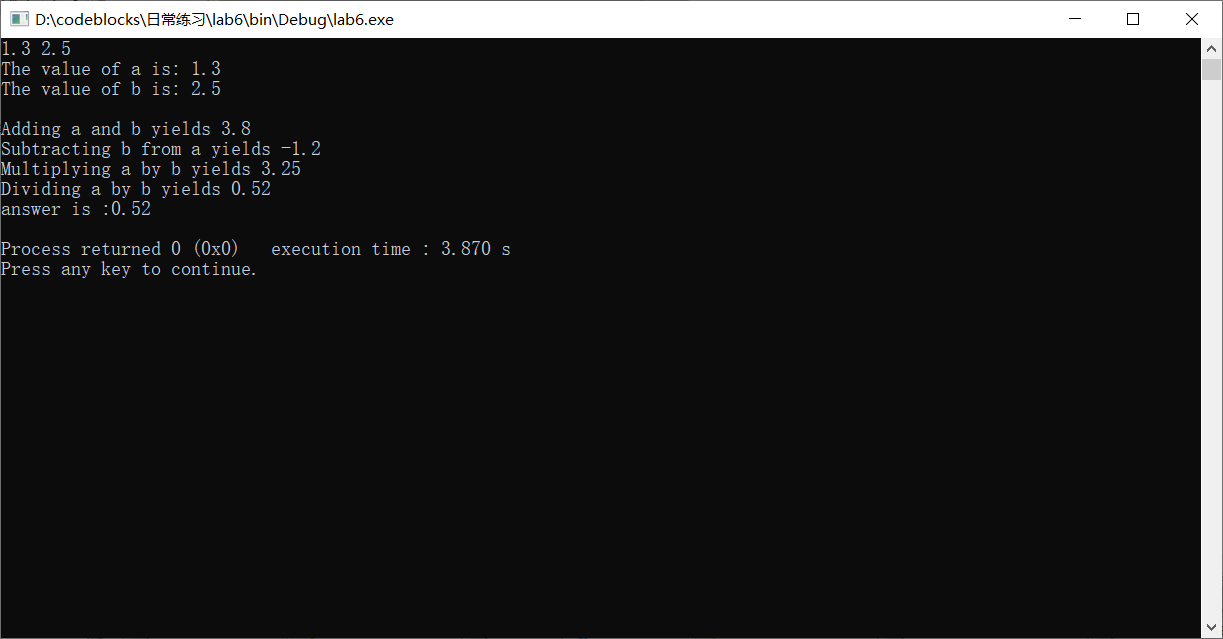 D:\codeblocks\日常练习\lab6\bin\Debug\lab6.exe
1.3 2.5
The value of a is: 1.3
The value of b is: 2.5
Adding a and b yields 3.8
Subtracting b from a yields -1.2
Multiplying a by b yields 3.25
Dividing a by b yields 0.52
answer is :0.52
Process returned 0 (0x0)   execution time : 3.870 s
Press any key to continue.